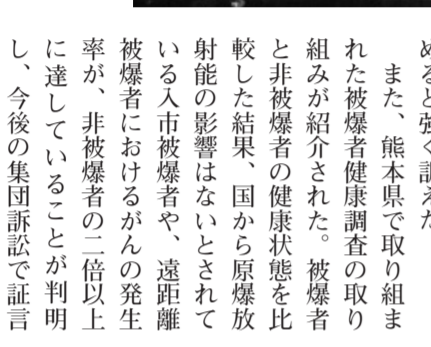 めると強く訴えた
また、熊本県で取り組ま
れた被爆者健康調査の取り
組みが紹介された。被爆者
と非被爆者の健康状態を比
較した結果、国から原爆放
射能の影響はないとされて
いる入市被爆者や、遠距離
被爆者におけるがんの発生
率が、非被爆者の二倍以上
に達していることが判明
し、今後の集団訴訟で証言